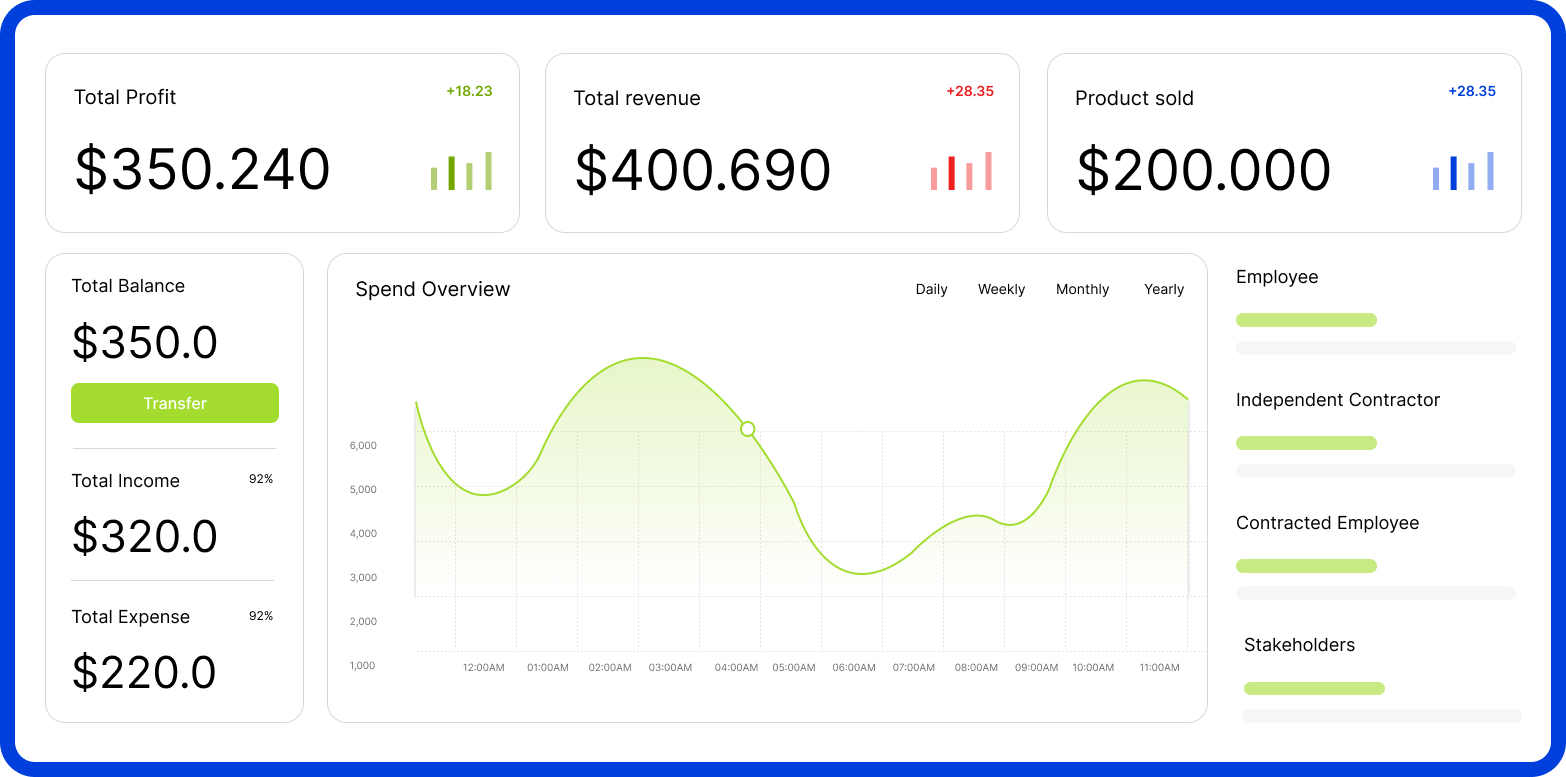 Total Profit
+18.23
$350.240
Total revenue
+28.35
$400.690
Product sold
+28.35
$200.000
Total Balance
$350.0
Transfer
Total Income 92%
$320.0
Total Expense 92%
$220.0
Spend Overview
Daily Weekly Monthly Yearly
6,000
5,000
4,000
3,000
2,000
1,000
12:00AM 01:00AM 02:00AM 03:00AM 04:00AM 05:00AM 06:00AM 07:00AM 08:00AM 09:00AM 10:00AM 11:00AM
Employee
Independent Contractor
Contracted Employee
Stakeholders